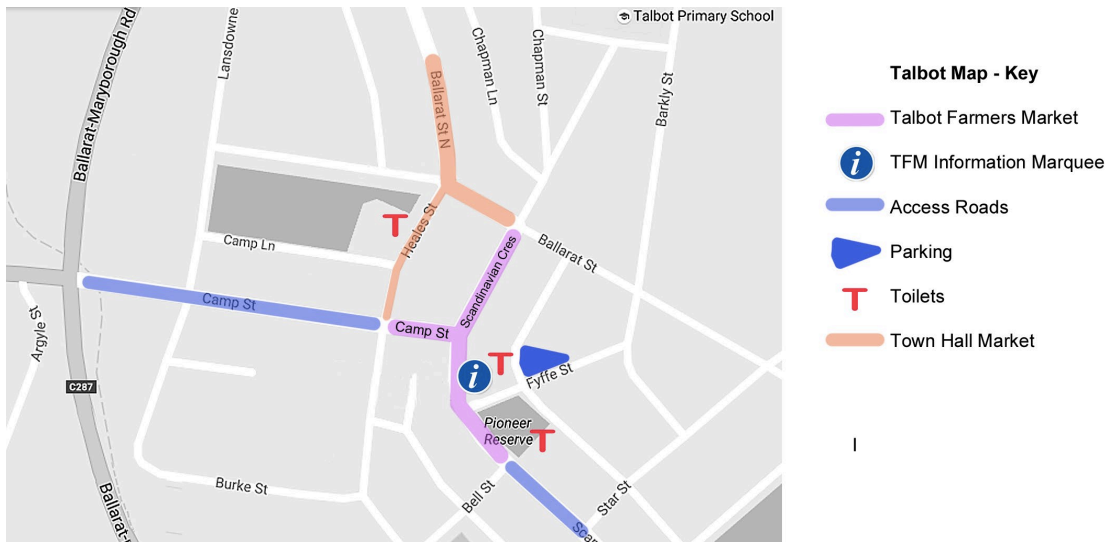 Talbot Primary School
Ballarat-Maryborough Rd
Lansdowne
Ballarat St N
Chapman Ln
Chapman St
Barkly St
Heales St
Camp Ln
Scandinavian Cres
Ballarat St
Camp St
Camp St
Argyle St
C287
i
Fyffe St
Pioneer
Reserve
Burke St
Bell St
Star St
Scan
Ballarat-
Talbot Map - Key
Talbot Farmers Market
i
TFM Information Marquee
Access Roads
Parking
Toilets
Town Hall Market